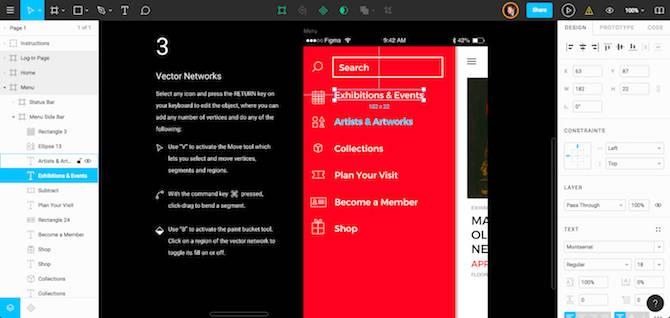 Share
100%
DESIGN
PROTOTYPE
CODE
Page 1
1 of 1
Instructions
Log-in Page
Home
Menu
Status Bar
Menu Side Bar
Rectangle 3
Ellipse 13
Artists & Art...
Exhibitions & Events
Subtract
Plan Your Visit
Rectangle 24
Become a Member
Shop
Shop
Collections
Collections
3
Vector Networks
Select any icon and press the RETURN key on
your keyboard to edit the object, where you can
add any number of vertices and do any of the
following:
Use "V" to activate the Move tool which
lets you select and move vertices,
segments and regions.
With the command key ⌘ pressed,
click-drag to bend a segment.
Use "B" to activate the paint bucket tool.
Click on a region of the vector network to
toggle its fill on or off.
Menu
Figma
9:42 AM
42%
Search
Exhibitions & Events
182 x 22
Artists & Artworks
Collections
Plan Your Visit
Become a Member
Shop
EXHIBI
MA
OL
NE
APR
FLOOR
X
63
Y
87
W
182
H
22
0°
CONSTRAINTS
Left
Top
LAYER
Pass Through
100%
TEXT
Montserrat
Regular
18
100%
0%
0
0
?